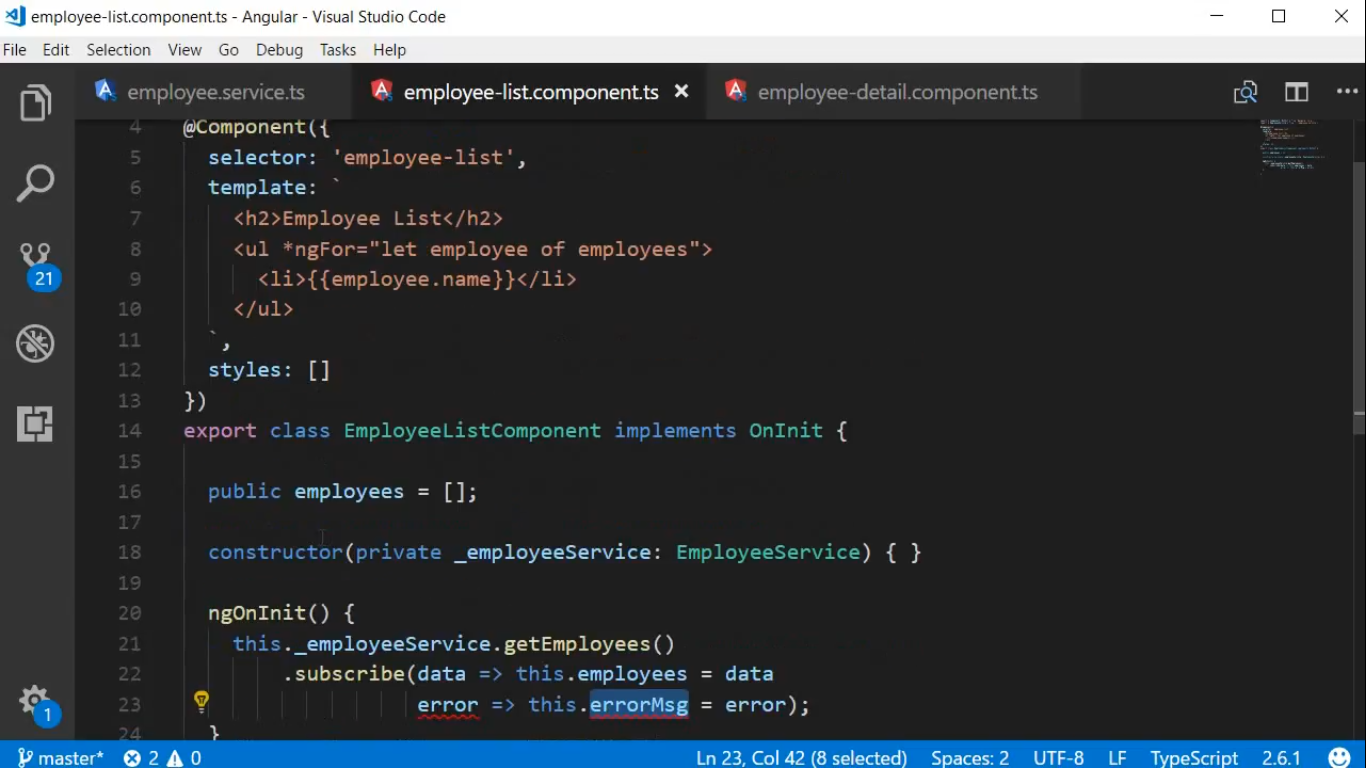 employee-list.component.ts - Angular - Visual Studio Code
File Edit Selection View Go Debug Tasks Help
employee.service.ts employee-list.component.ts employee-detail.component.ts
4 @Component({
5 selector: 'employee-list',
6 template: `
7 <h2>Employee List</h2>
8 <ul *ngFor="let employee of employees">
9 <li>{{employee.name}}</li>
10 </ul>
11 `,
12 styles: []
13 })
14 export class EmployeeListComponent implements OnInit {
15
16 public employees = [];
17
18 constructor(private _employeeService: EmployeeService) { }
19
20 ngOnInit() {
21 this._employeeService.getEmployees()
22 .subscribe(data => this.employees = data
23 error => this.errorMsg = error);
24 }
21
1
master* 2 0 Ln 23, Col 42 (8 selected) Spaces: 2 UTF-8 LF TypeScript 2.6.1